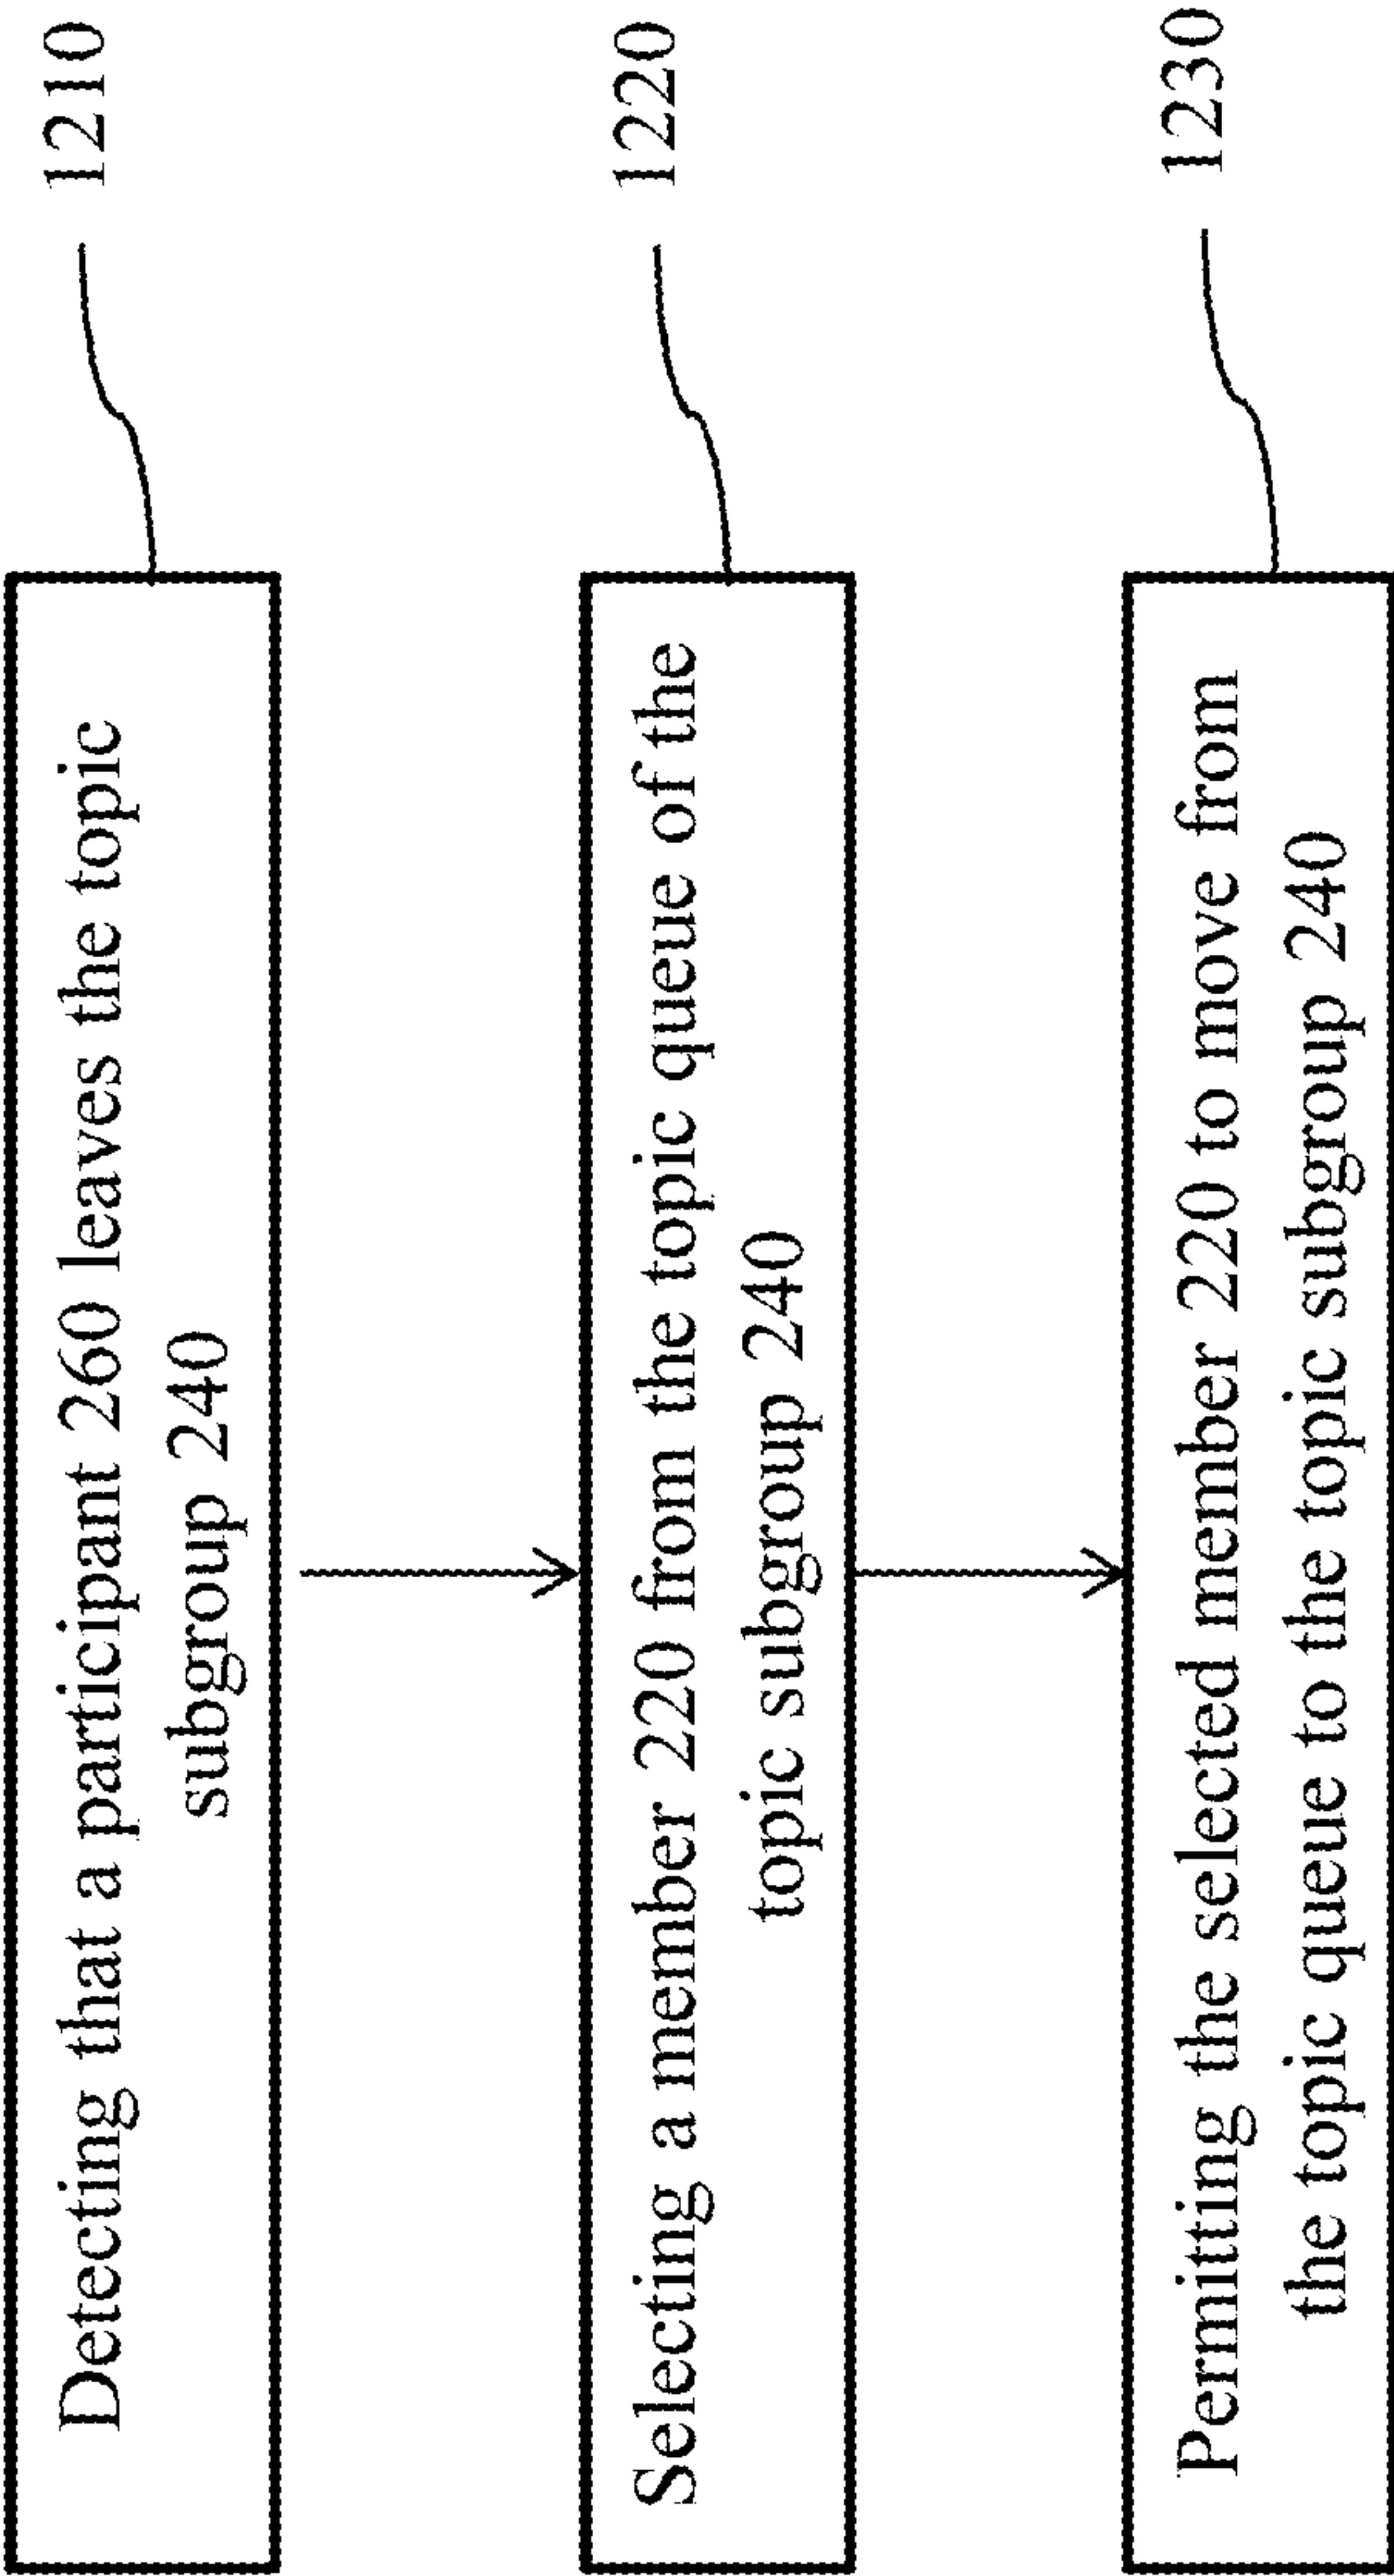 Detecting that a participant 260 leaves the topic
subgroup 240
1210
Selecting a member 220 from the topic queue of the
topic subgroup 240
1220
Permitting the selected member 220 to move from
the topic queue to the topic subgroup 240
1230